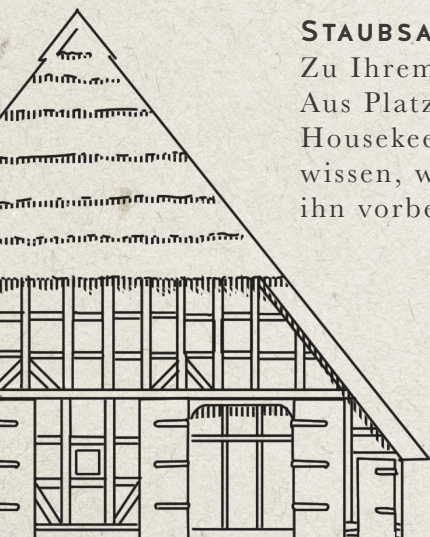 STAUBSA
Zu Ihrem
Aus Platz
Housekee
wissen, w
ihn vorbe